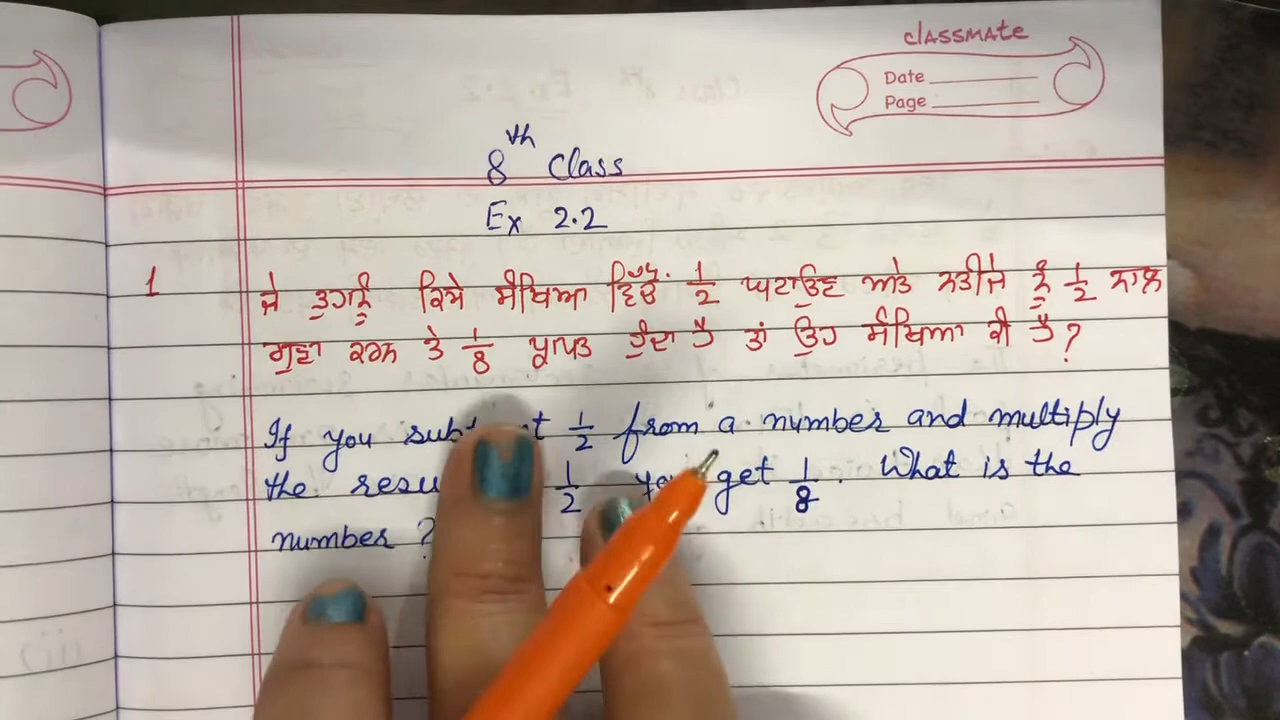 classmate
Date
Page
8th Class
Ex 2.2
1 ਜੇ ਤੁਹਾਨੂੰ ਕਿਸੇ ਸੰਖਿਆ ਵਿੱਚੋਂ 1/2 ਘਟਾਉਣ ਅਤੇ ਨਤੀਜੇ ਨੂੰ 1/2 ਨਾਲ
ਗੁਣਾ ਕਰਨ ਤੇ 1/8 ਪ੍ਰਾਪਤ ਹੁੰਦਾ ਹੈ ਤਾਂ ਉਹ ਸੰਖਿਆ ਕੀ ਹੈ?
If you 1/2 from a number and multiply
the 1/2 you get 1/8. What is the
number ?